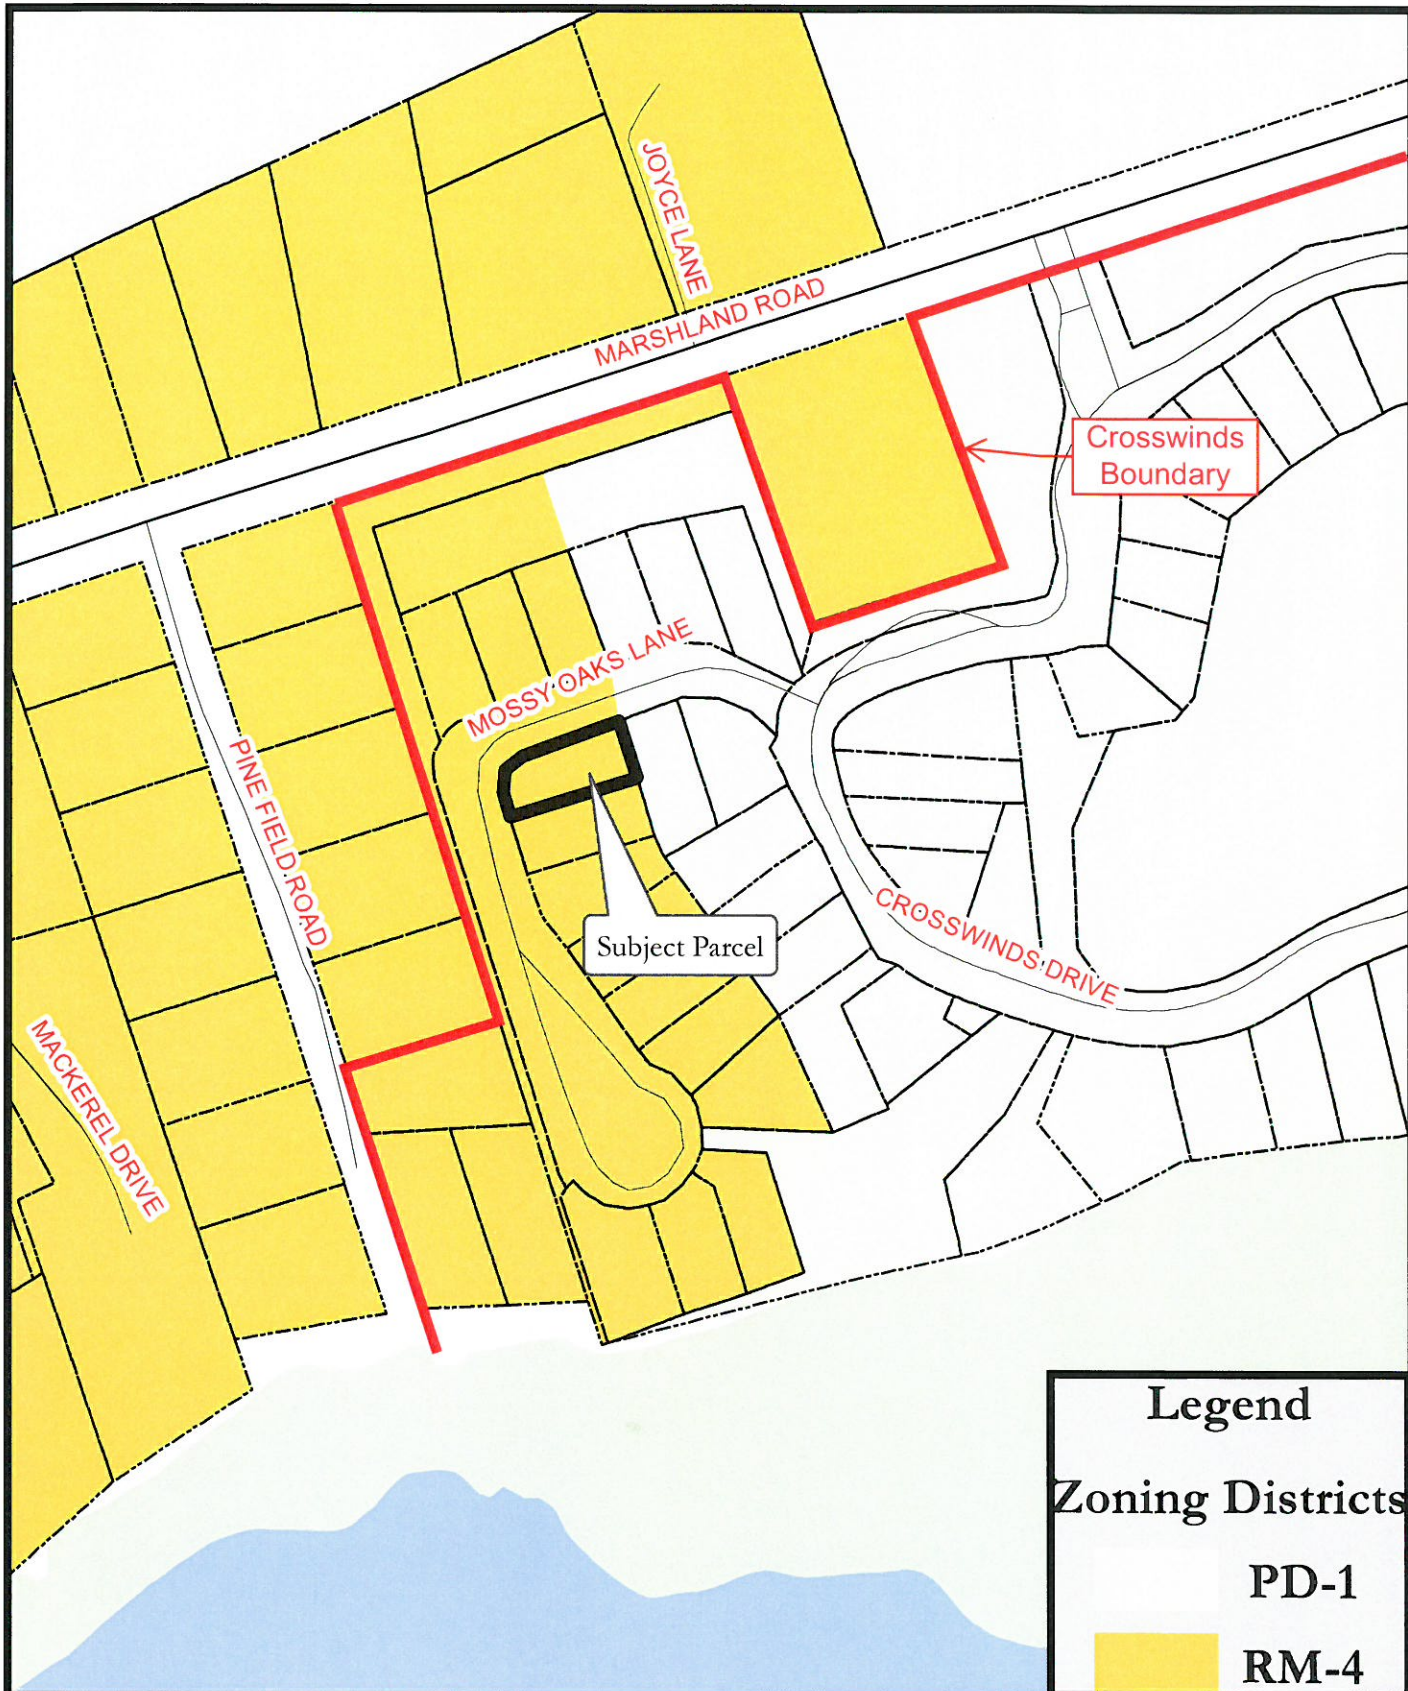 JOYCE LANE
MARSHLAND ROAD
Crosswinds
Boundary
MOSSY OAKS LANE
PINE FIELD ROAD
Subject Parcel
CROSSWINDS DRIVE
MACKEREL DRIVE
Legend
Zoning Districts
PD-1
RM-4